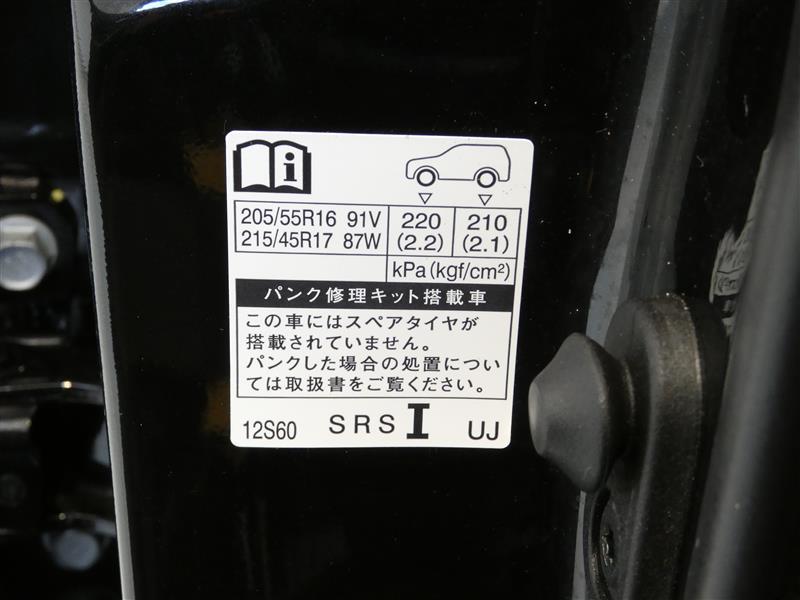 i
205/55R16 91V 220 210
215/45R17 87W (2.2) (2.1)
kPa(kgf/cm²)
パンク修理キット搭載車
この車にはスペアタイヤが
搭載されていません。
パンクした場合の処置につい
ては取扱書をご覧ください。
12S60 SRS I UJ